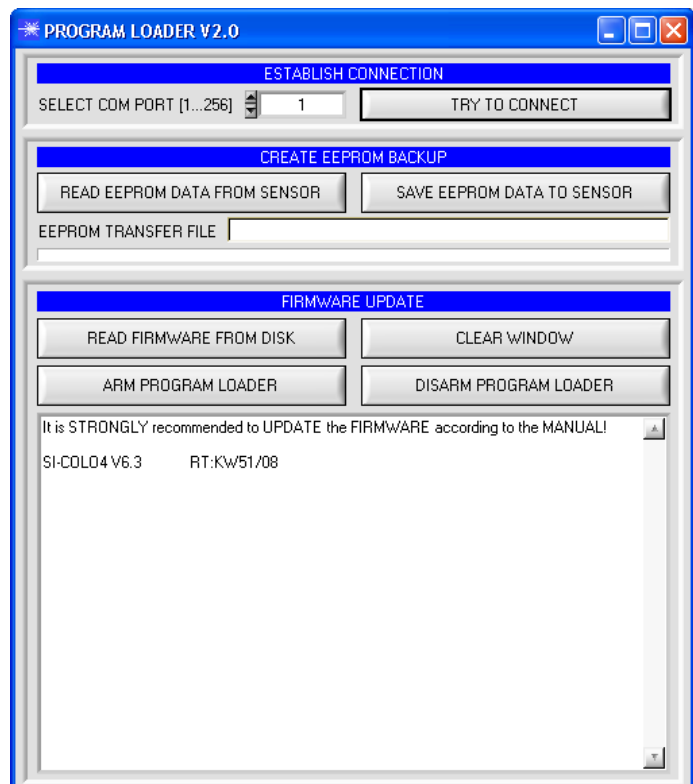 PROGRAM LOADER V2.0
ESTABLISH CONNECTION
SELECT COM PORT [1...256] 1 TRY TO CONNECT
CREATE EEPROM BACKUP
READ EEPROM DATA FROM SENSOR SAVE EEPROM DATA TO SENSOR
EEPROM TRANSFER FILE
FIRMWARE UPDATE
READ FIRMWARE FROM DISK CLEAR WINDOW
ARM PROGRAM LOADER DISARM PROGRAM LOADER
It is STRONGLY recommended to UPDATE the FIRMWARE according to the MANUAL!
SI-COLO4 V6.3 RT:KW51/08